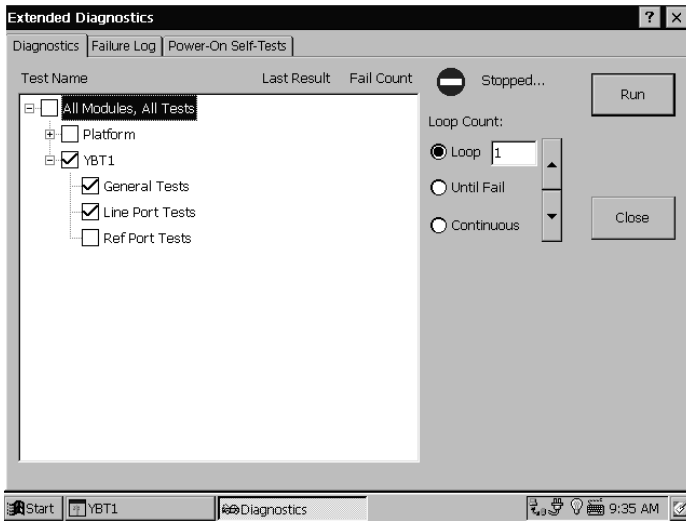 Extended Diagnostics
? ×
Diagnostics Failure Log Power-On Self-Tests
Test Name Last Result Fail Count
All Modules, All Tests
Platform
YBT1
General Tests
Line Port Tests
Ref Port Tests
Stopped...
Run
Loop Count:
Loop 1
Until Fail
Continuous
Close
Start YBT1 Diagnostics 9:35 AM